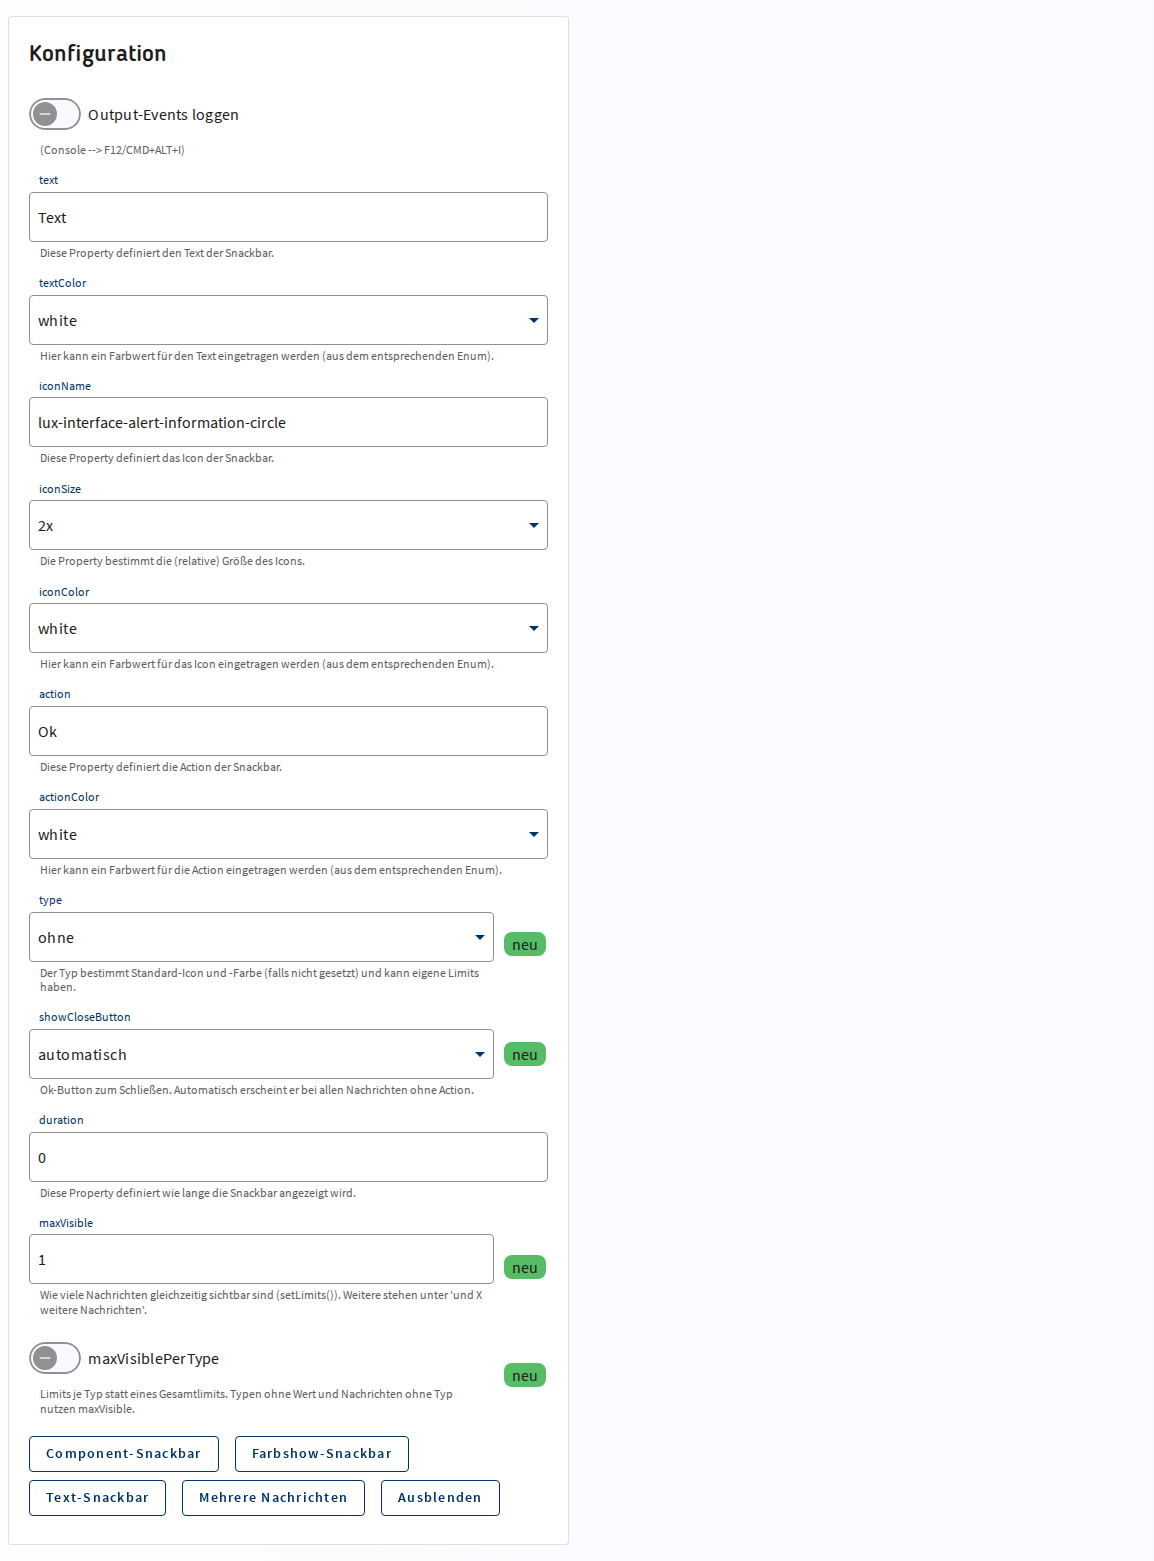 Konfiguration
Output-Events loggen
(Console --> F12/CMD+ALT+I)
text
Text
Diese Property definiert den Text der Snackbar.
textColor
white
Hier kann ein Farbwert für den Text eingetragen werden (aus dem entsprechenden Enum).
iconName
lux-interface-alert-information-circle
Diese Property definiert das Icon der Snackbar.
iconSize
2x
Die Property bestimmt die (relative) Größe des Icons.
iconColor
white
Hier kann ein Farbwert für das Icon eingetragen werden (aus dem entsprechenden Enum).
action
Ok
Diese Property definiert die Action der Snackbar.
actionColor
white
Hier kann ein Farbwert für die Action eingetragen werden (aus dem entsprechenden Enum).
type
ohne
neu
Der Typ bestimmt Standard-Icon und -Farbe (falls nicht gesetzt) und kann eigene Limits
haben.
showCloseButton
automatisch
neu
Ok-Button zum Schließen. Automatisch erscheint er bei allen Nachrichten ohne Action.
duration
0
Diese Property definiert wie lange die Snackbar angezeigt wird.
maxVisible
1
neu
Wie viele Nachrichten gleichzeitig sichtbar sind (setLimits()). Weitere stehen unter 'und X
weitere Nachrichten'.
maxVisiblePerType
neu
Limits je Typ statt eines Gesamtlimits. Typen ohne Wert und Nachrichten ohne Typ
nutzen maxVisible.
Component-Snackbar Farbshow-Snackbar
Text-Snackbar Mehrere Nachrichten Ausblenden